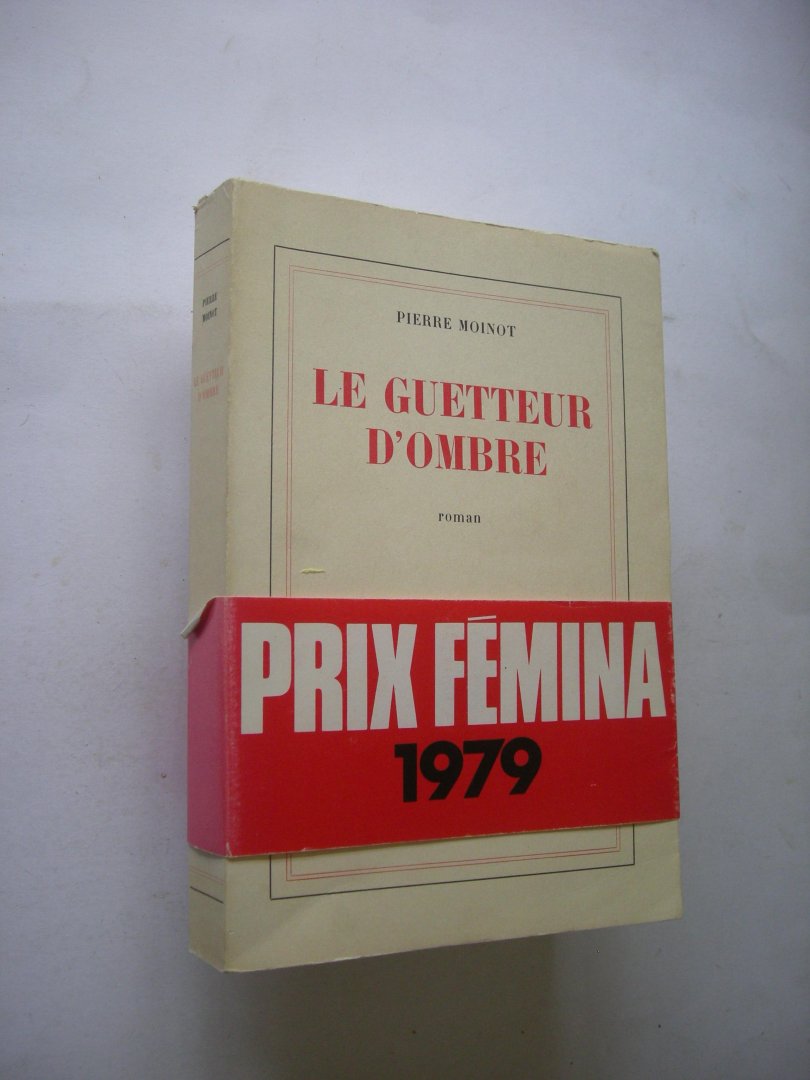 PIERRE MOINOT
LE GUETTEUR
D'OMBRE
roman
PRIX FÉMINA
1979
PIERRE
MOINOT
LE GUETTEUR
D'OMBRE